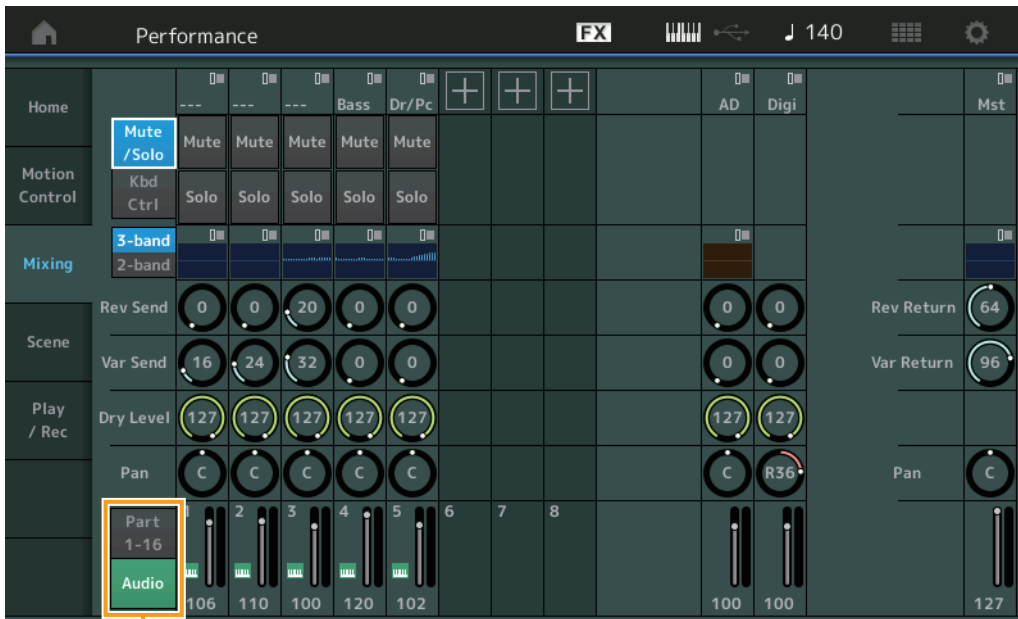 Performance FX 140
Home --- --- --- Bass Dr/Pc AD Digi Mst
Mute
/Solo Mute Mute Mute Mute Mute
Motion
Control Kbd
Ctrl Solo Solo Solo Solo Solo
Mixing 3-band
2-band
Rev Send 0 0 20 0 0 0 0 Rev Return 64
Scene
Var Send 16 24 32 0 0 0 0 Var Return 96
Play
/ Rec
Dry Level 127 127 127 127 127 127 127
Pan C C C C C C R36 Pan C
Part
1-16 1 2 3 4 5 6 7 8
Audio
106 110 100 120 102 100 100 127